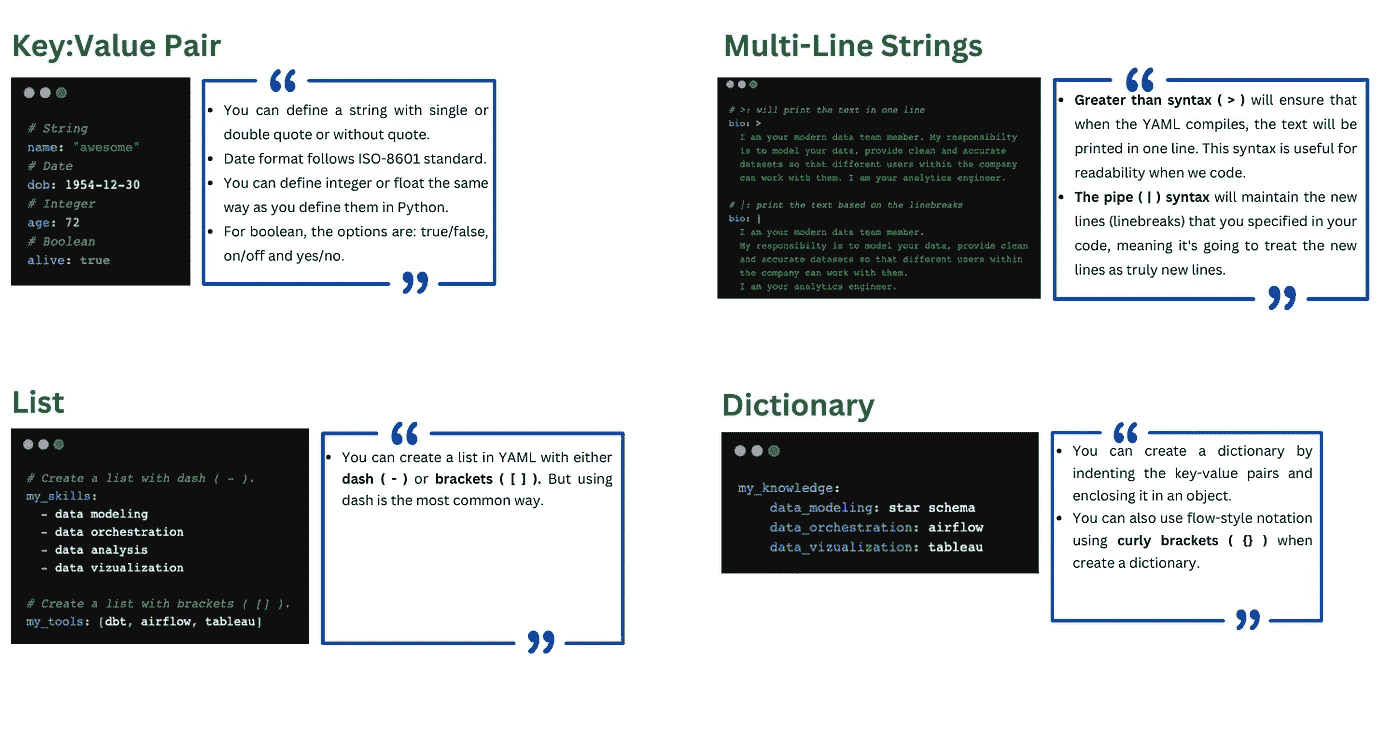 Key:Value Pair
# String
name: "awesome"
# Date
dob: 1954-12-30
# Integer
age: 72
# Boolean
alive: true
• You can define a string with single or
double quote or without quote.
• Date format follows ISO-8601 standard.
• You can define integer or float the same
way as you define them in Python.
• For boolean, the options are: true/false,
on/off and yes/no.
Multi-Line Strings
# >: will print the text in one line
bio: >
I am your modern data team member. My responsibilty
is to model your data, provide clean and accurate
datasets so that different users within the company
can work with them. I am your analytics engineer.
# |: print the text based on the linebreaks
bio: |
I am your modern data team member.
My responsibilty is to model your data, provide clean
and accurate datasets so that different users within
the company can work with them.
I am your analytics engineer.
• Greater than syntax ( > ) will ensure that
when the YAML compiles, the text will be
printed in one line. This syntax is useful for
readability when we code.
• The pipe ( | ) syntax will maintain the new
lines (linebreaks) that you specified in your
code, meaning it's going to treat the new
lines as truly new lines.
List
# Create a list with dash ( - ).
my_skills:
- data modeling
- data orchestration
- data analysis
- data vizualization
# Create a list with brackets ( [] ).
my_tools: [dbt, airflow, tableau]
• You can create a list in YAML with either
dash ( - ) or brackets ( [ ] ). But using
dash is the most common way.
Dictionary
my_knowledge:
data_modeling: star schema
data_orchestration: airflow
data_vizualization: tableau
• You can create a dictionary by
indenting the key-value pairs and
enclosing it in an object.
• You can also use flow-style notation
using curly brackets ( {} ) when
create a dictionary.